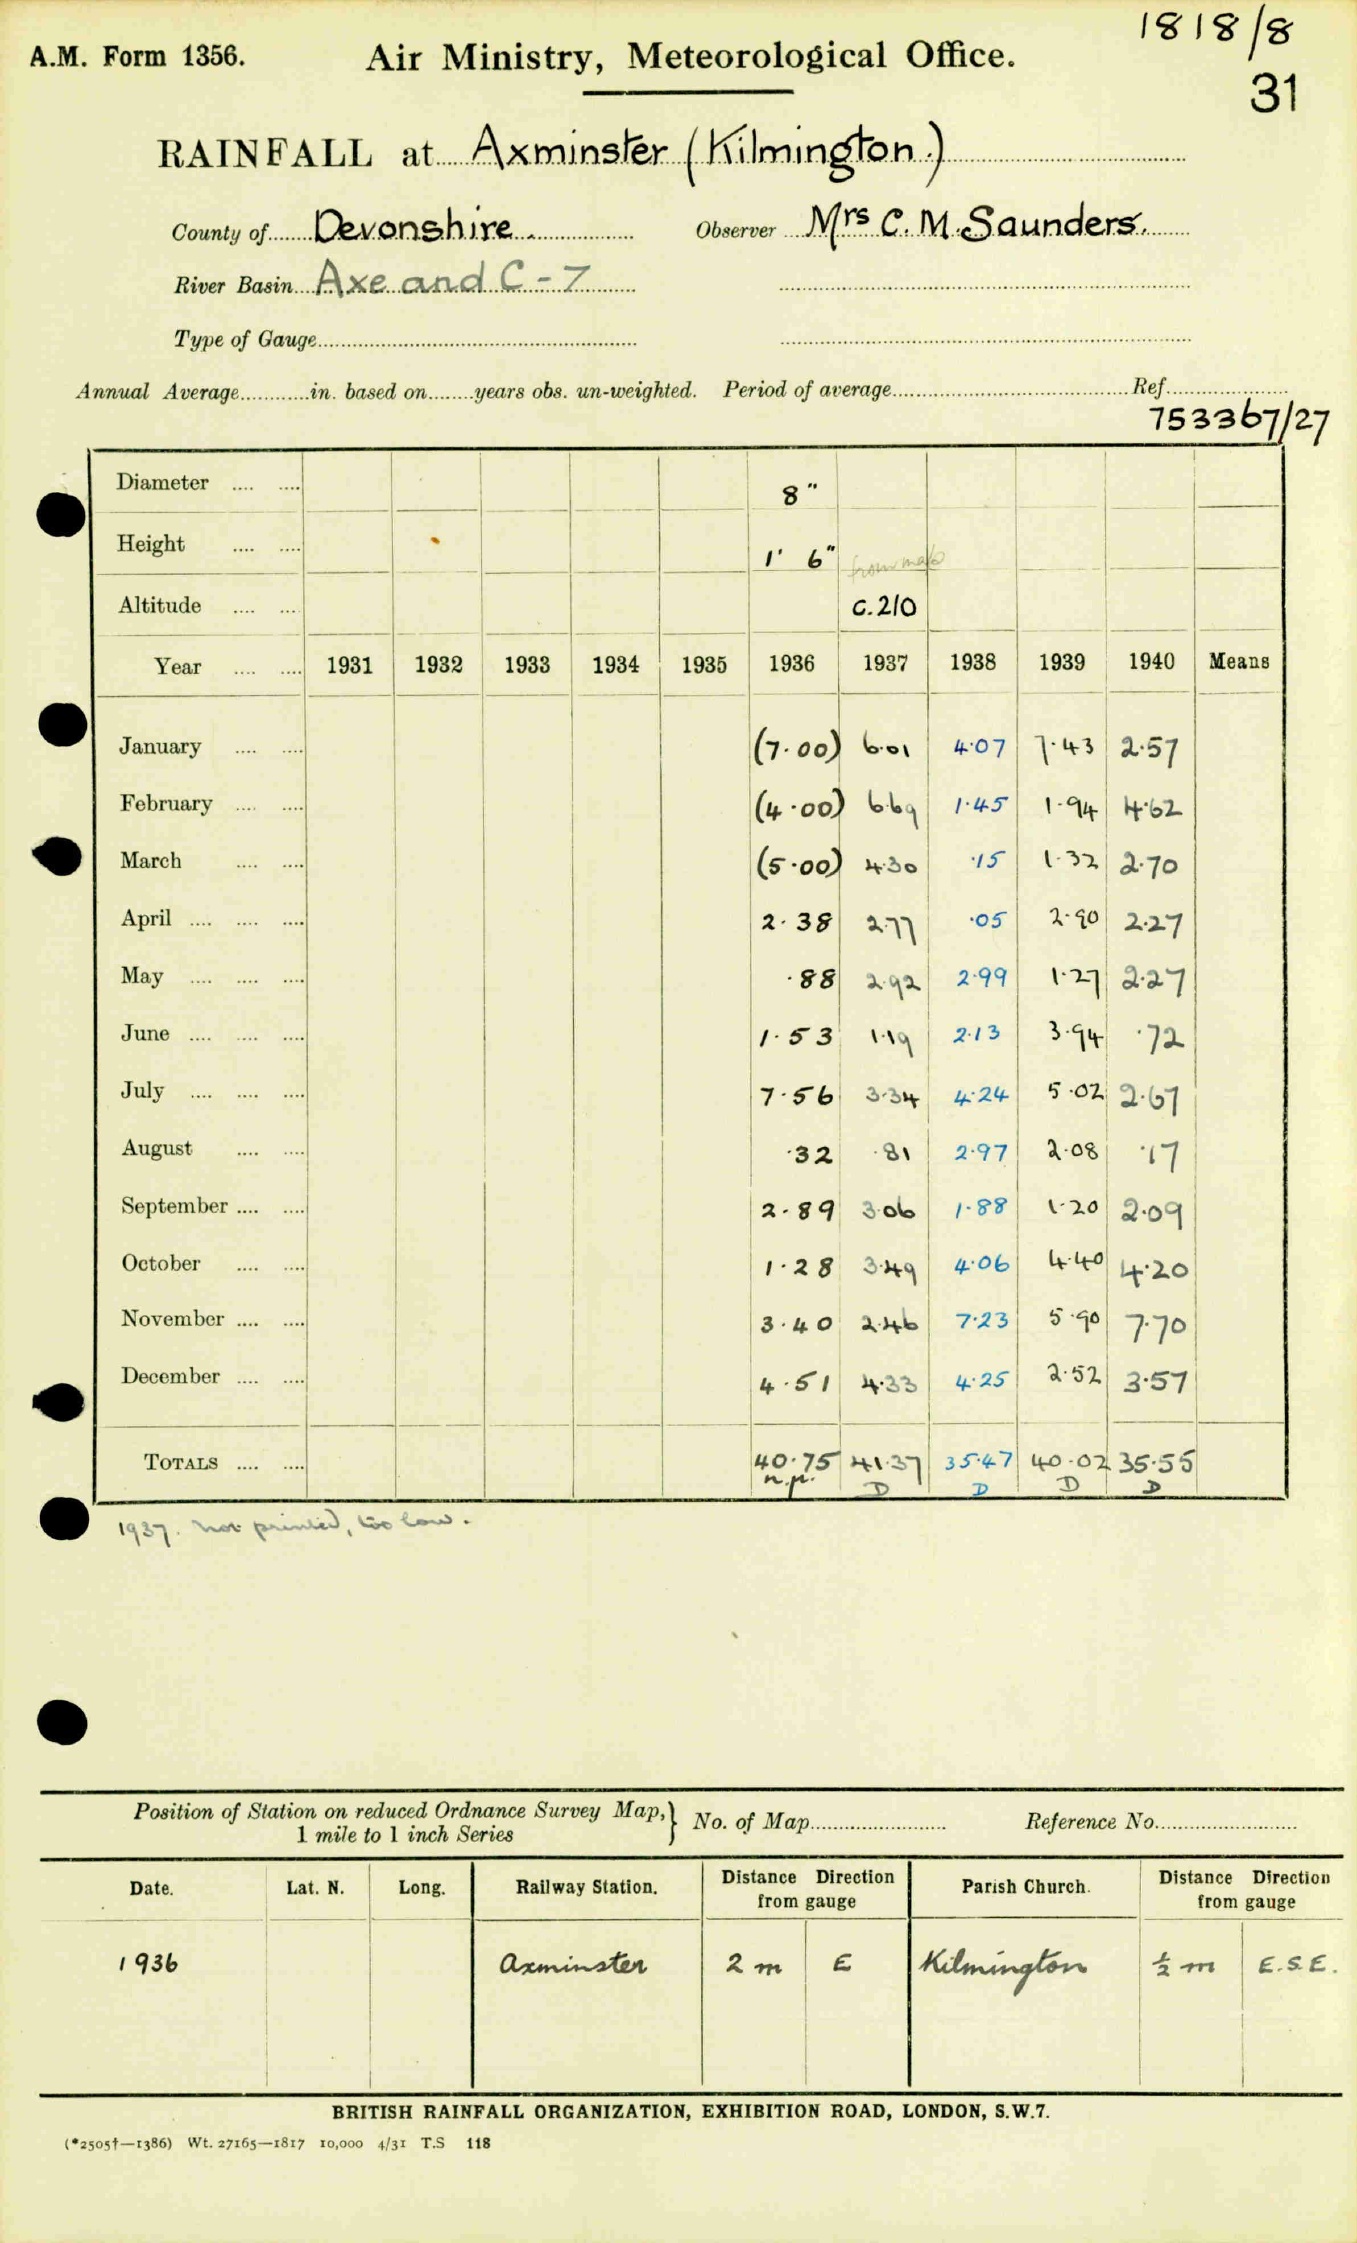 1818/8
A.M. Form 1356. Air Ministry, Meteorological Office.
31
RAINFALL at Axminster (Kilmington.)
County of Devonshire. Observer Mrs C. M. Saunders.
River Basin Axe and C - 7
Type of Gauge
Annual Average in. based on years obs. un-weighted. Period of average Ref.
753367/27
Diameter 8"
Height 1' 6" from map
Altitude c.210
Year 1931 1932 1933 1934 1935 1936 1937 1938 1939 1940 Means
January (7.00) 6.01 4.07 7.43 2.57
February (4.00) 6.69 1.45 1.94 4.62
March (5.00) 4.30 .15 1.32 2.70
April 2.38 2.77 .05 2.90 2.27
May .88 2.92 2.99 1.27 2.27
June 1.53 1.19 2.13 3.94 .72
July 7.56 3.34 4.24 5.02 2.67
August .32 .81 2.97 2.08 .17
September 2.89 3.06 1.88 1.20 2.09
October 1.28 3.49 4.06 4.40 4.20
November 3.40 2.46 7.23 5.90 7.70
December 4.51 4.33 4.25 2.52 3.57
TOTALS 40.75 41.37 35.47 40.02 35.55
n.p. D D D D
1937. not printed, too low.
Position of Station on reduced Ordnance Survey Map, } No. of Map Reference No.
1 mile to 1 inch Series
Date. Lat. N. Long. Railway Station. Distance Direction Parish Church. Distance Direction
from gauge from gauge
1936 Axminster 2 m E Kilmington ½ m E.S.E.
BRITISH RAINFALL ORGANIZATION, EXHIBITION ROAD, LONDON, S.W.7.
(*2505†—1386) Wt. 27165—1817 10,000 4/31 T.S 118